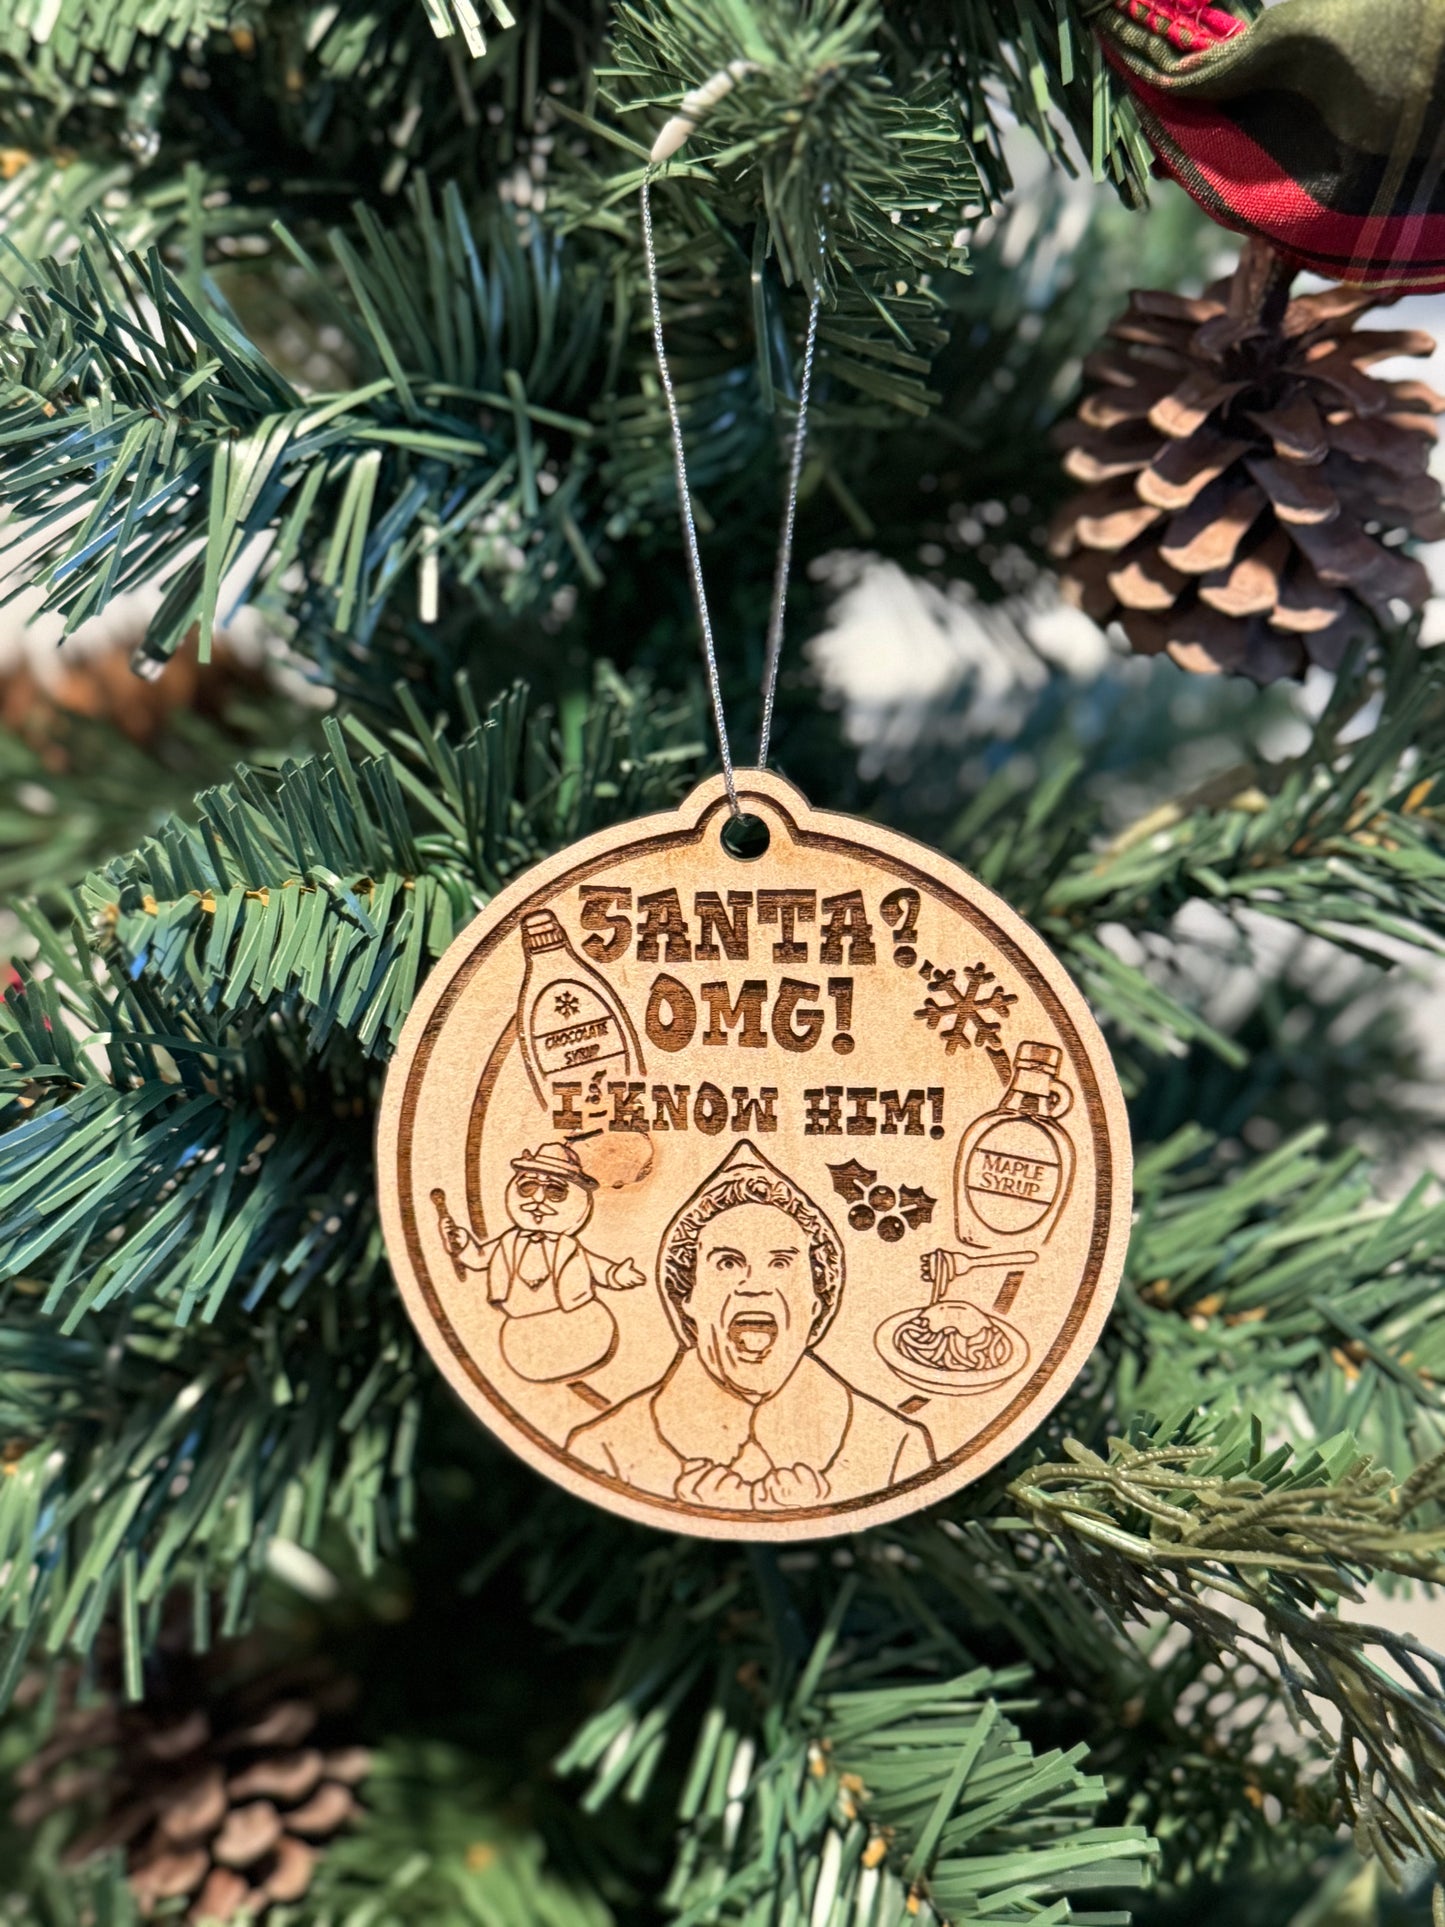 SANTA?
OMG!
I KNOW HIM!
CHOCOLATE
SYRUP
MAPLE
SYRUP